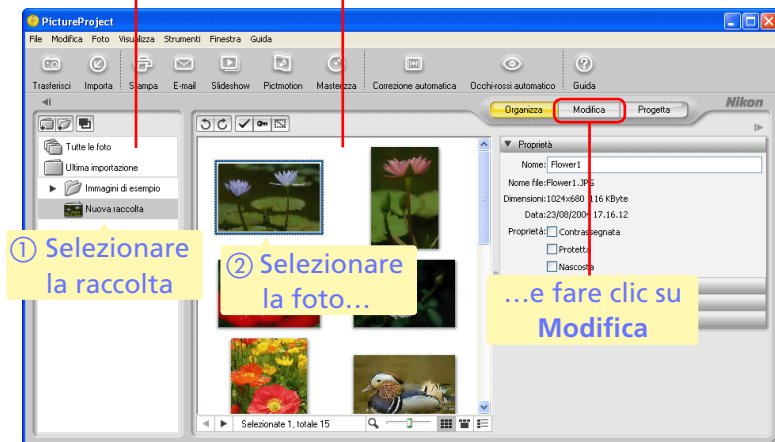 PictureProject
File Modifica Foto Visualizza Strumenti Finestra Guida
Trasferisci Importa Stampa E-mail Slideshow Pictmotion Masterizza Correzione automatica Occhi-rossi automatico Guida
Organizza Modifica Progetta Nikon
Tutte le foto
Ultima importazione
Immagini di esempio
Nuova raccolta
① Selezionare
la raccolta
② Selezionare
la foto...
Proprietà
Nome: Flower1
Nome file: Flower1.JPG
Dimensioni: 1024x680 116 KByte
Data: 23/08/2004 17.16.12
Proprietà: Contrassegnata
Protetta
Nascosta
...e fare clic su
Modifica
Selezionate 1, totale 15